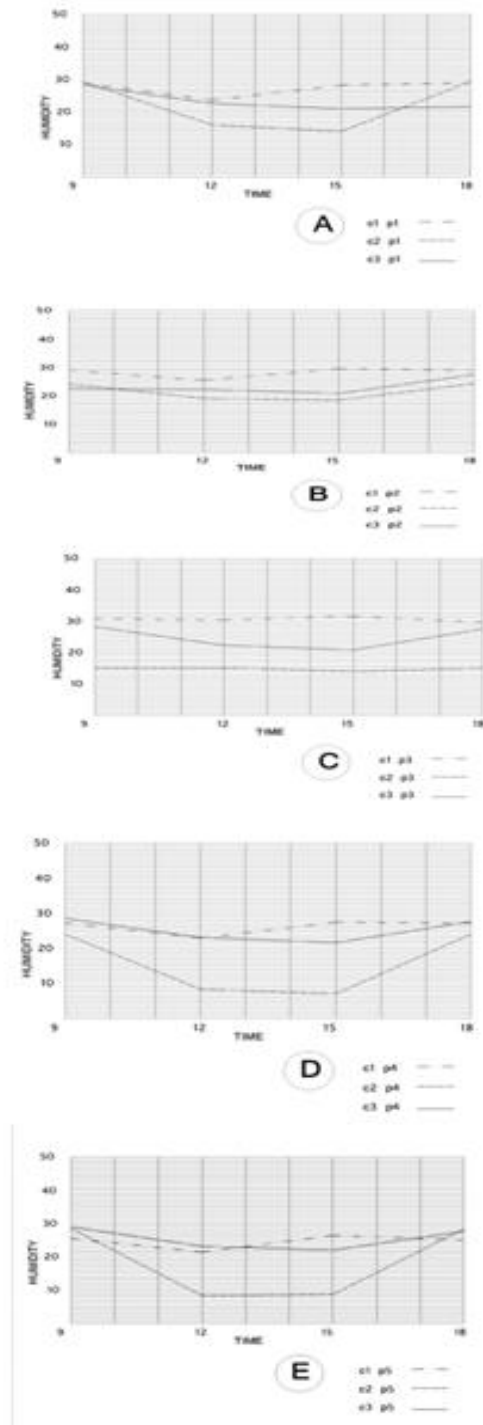 50
40
30
20
10
HUMIDITY
9 12 15 18
TIME
A
c1 p1
c2 p1
c3 p1
50
40
30
20
10
HUMIDITY
9 12 15 18
TIME
B
c1 p2
c2 p2
c3 p2
50
40
30
20
10
HUMIDITY
9 12 15 18
TIME
C
c1 p3
c2 p3
c3 p3
50
40
30
20
10
HUMIDITY
9 12 15 18
TIME
D
c1 p4
c2 p4
c3 p4
50
40
30
20
10
HUMIDITY
9 12 15 18
TIME
E
c1 p5
c2 p5
c3 p5